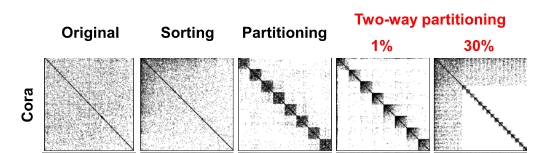 Two-way partitioning
Original Sorting Partitioning 1% 30%
Cora